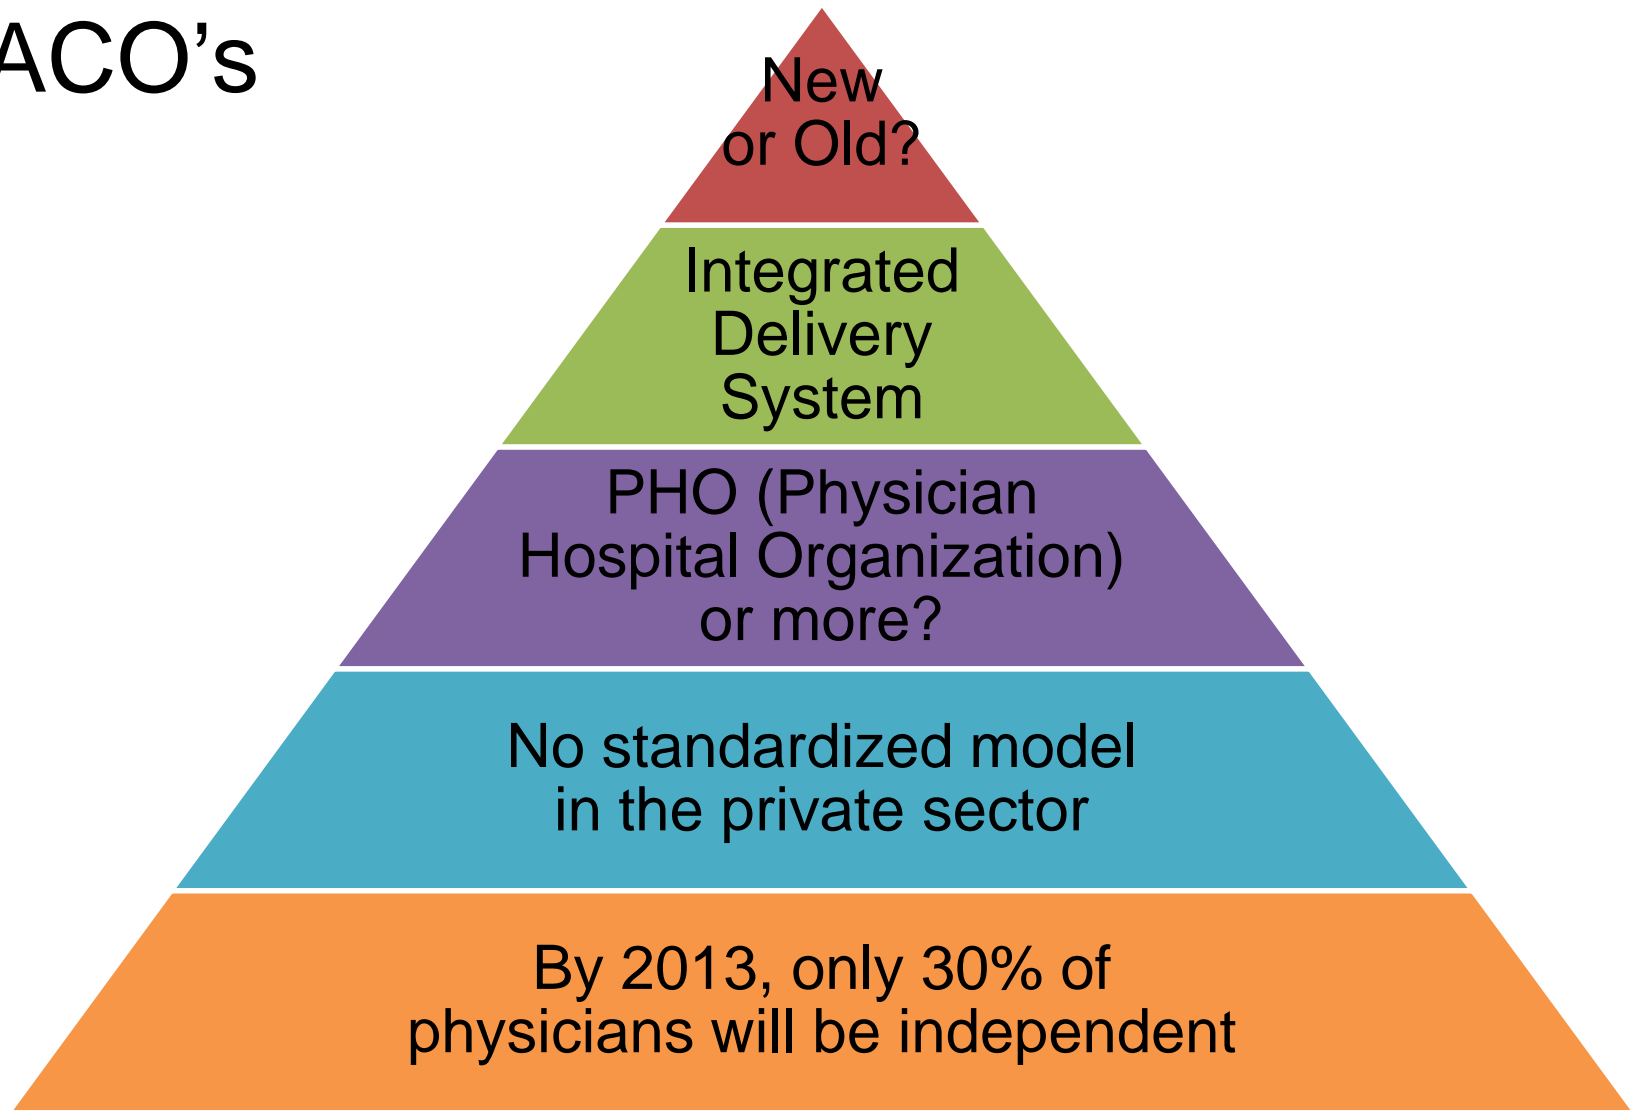 ACO’s
New
or Old?
Integrated
Delivery
System
PHO (Physician
Hospital Organization)
or more?
No standardized model
in the private sector
By 2013, only 30% of
physicians will be independent